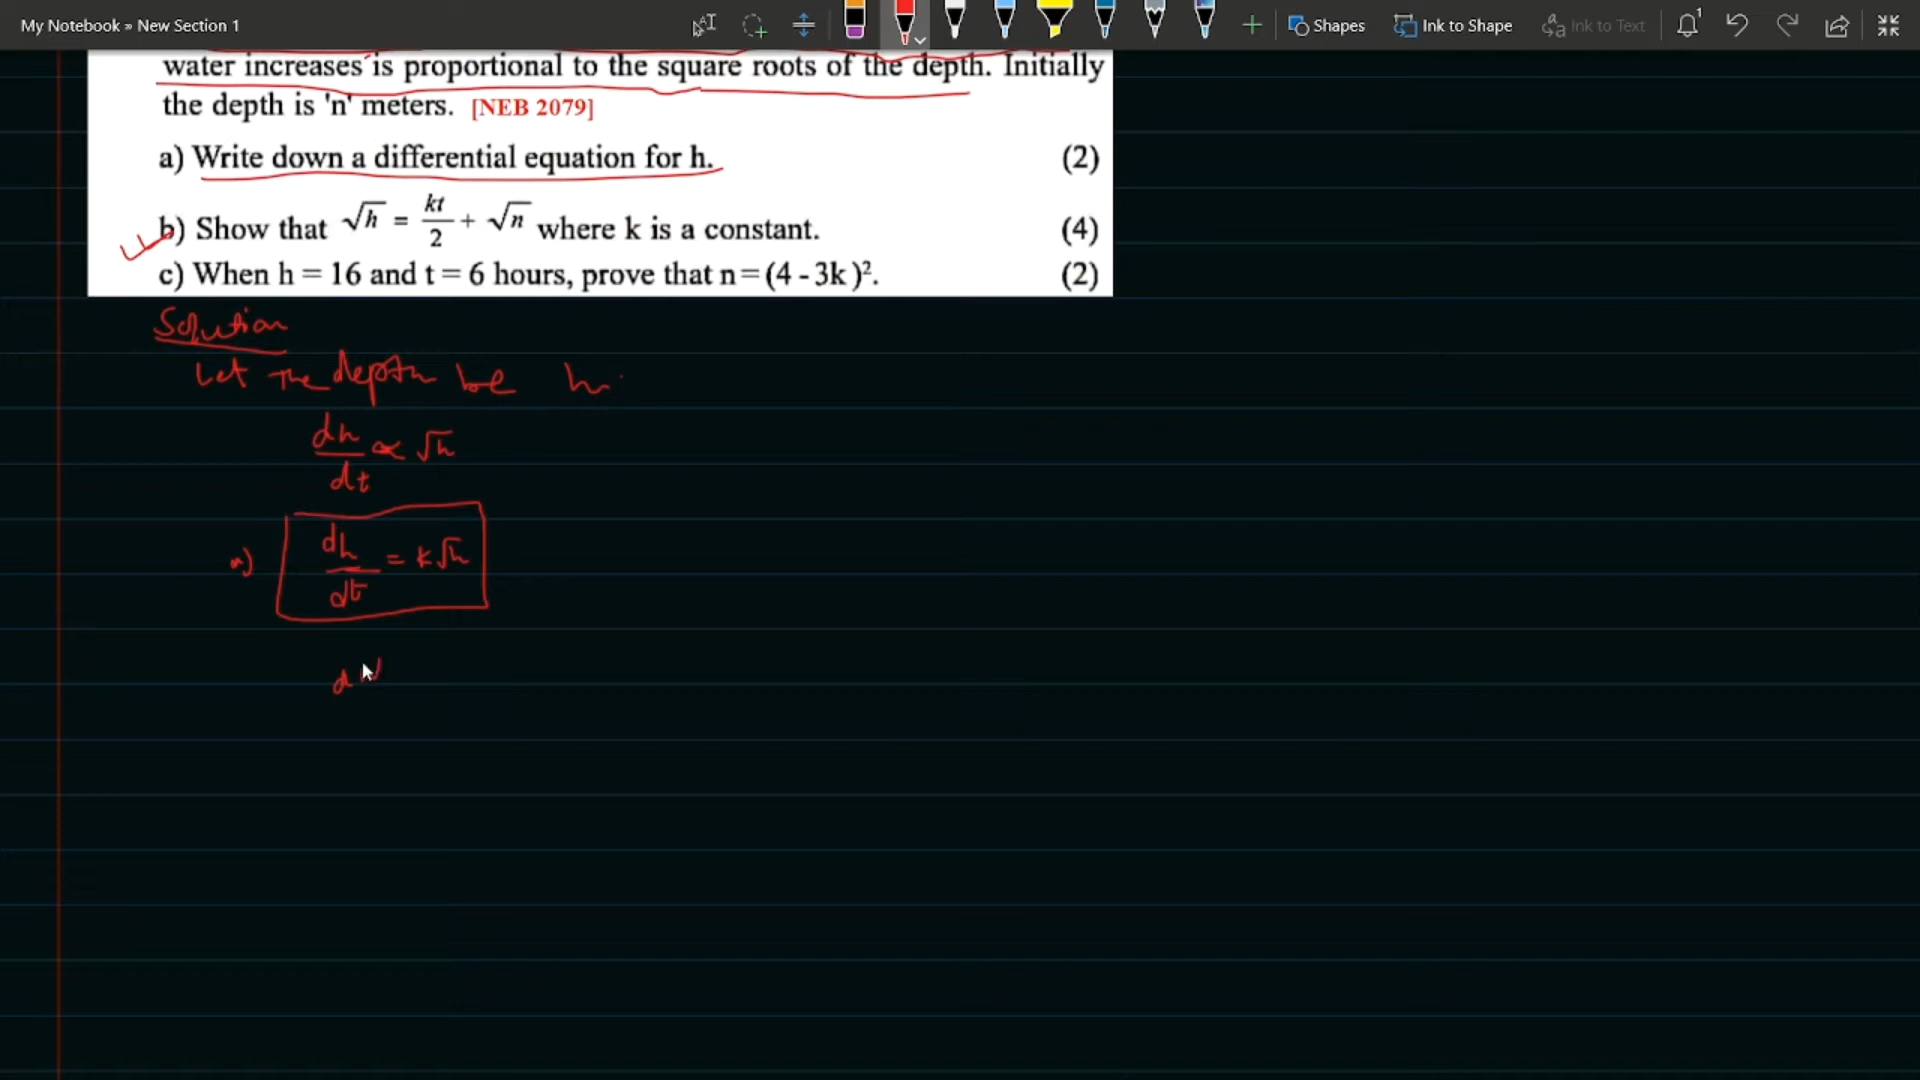 My Notebook » New Section 1
Shapes
Ink to Shape
Ink to Text
1
water increases is proportional to the square roots of the depth. Initially
the depth is 'n' meters. [NEB 2079]
a) Write down a differential equation for h. (2)
b) Show that √h = kt/2 + √n where k is a constant. (4)
c) When h = 16 and t = 6 hours, prove that n = (4 - 3k)². (2)
Solution
Let the depth be h
dh/dt ∝ √h
a) dh/dt = k√h
d